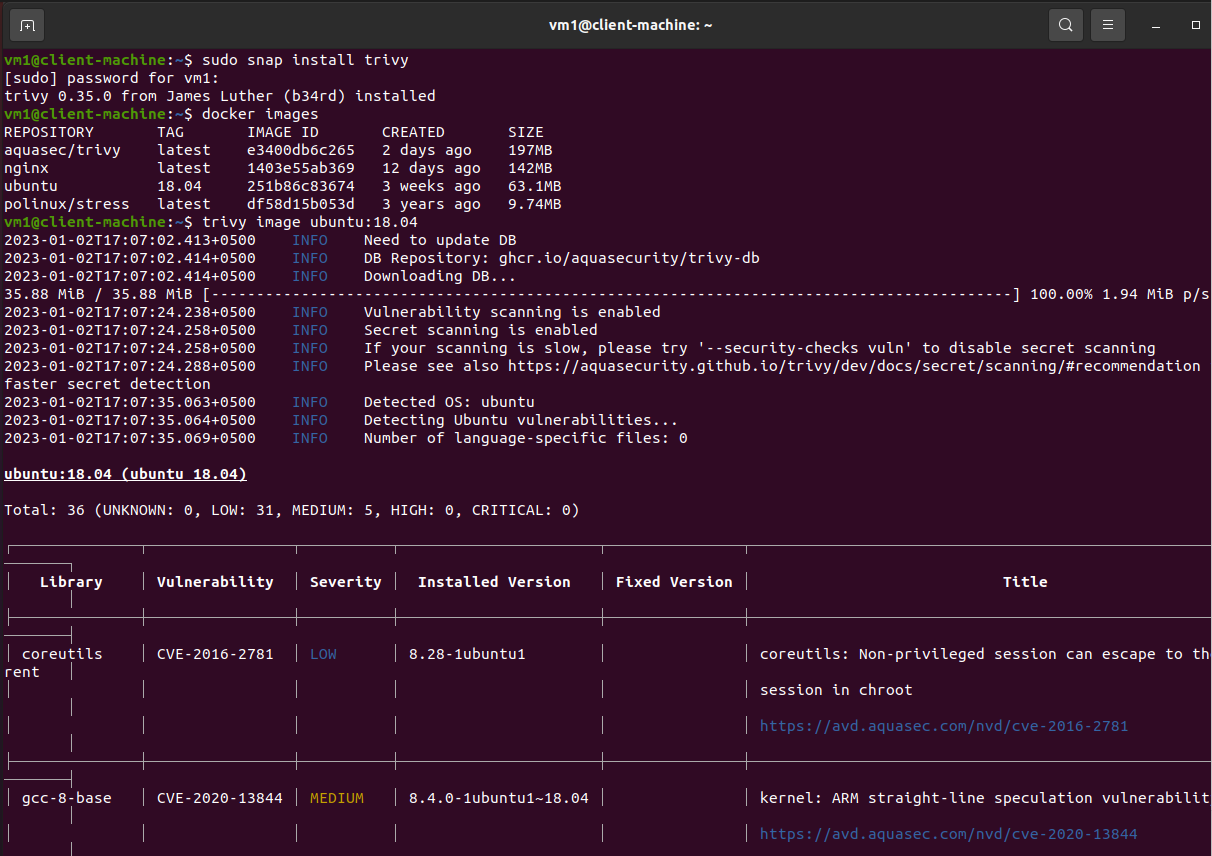 vm1@client-machine: ~
vm1@client-machine:~$ sudo snap install trivy
[sudo] password for vm1:
trivy 0.35.0 from James Luther (b34rd) installed
vm1@client-machine:~$ docker images
REPOSITORY       TAG       IMAGE ID       CREATED       SIZE
aquasec/trivy    latest    e3400db6c265   2 days ago    197MB
nginx            latest    1403e55ab369   12 days ago   142MB
ubuntu           18.04     251b86c83674   3 weeks ago   63.1MB
polinux/stress   latest    df58d15b053d   3 years ago   9.74MB
vm1@client-machine:~$ trivy image ubuntu:18.04
2023-01-02T17:07:02.413+0500    INFO    Need to update DB
2023-01-02T17:07:02.414+0500    INFO    DB Repository: ghcr.io/aquasecurity/trivy-db
2023-01-02T17:07:02.414+0500    INFO    Downloading DB...
35.88 MiB / 35.88 MiB [-----------------------------------------------------------------------------------------] 100.00% 1.94 MiB p/s
2023-01-02T17:07:24.238+0500    INFO    Vulnerability scanning is enabled
2023-01-02T17:07:24.258+0500    INFO    Secret scanning is enabled
2023-01-02T17:07:24.258+0500    INFO    If your scanning is slow, please try '--security-checks vuln' to disable secret scanning
2023-01-02T17:07:24.288+0500    INFO    Please see also https://aquasecurity.github.io/trivy/dev/docs/secret/scanning/#recommendation
faster secret detection
2023-01-02T17:07:35.063+0500    INFO    Detected OS: ubuntu
2023-01-02T17:07:35.064+0500    INFO    Detecting Ubuntu vulnerabilities...
2023-01-02T17:07:35.069+0500    INFO    Number of language-specific files: 0
ubuntu:18.04 (ubuntu 18.04)
Total: 36 (UNKNOWN: 0, LOW: 31, MEDIUM: 5, HIGH: 0, CRITICAL: 0)
Library    Vulnerability    Severity    Installed Version    Fixed Version    Title
coreutils    CVE-2016-2781    LOW    8.28-1ubuntu1    coreutils: Non-privileged session can escape to the
rent
session in chroot
https://avd.aquasec.com/nvd/cve-2016-2781
gcc-8-base    CVE-2020-13844    MEDIUM    8.4.0-1ubuntu1~18.04    kernel: ARM straight-line speculation vulnerabilit
https://avd.aquasec.com/nvd/cve-2020-13844